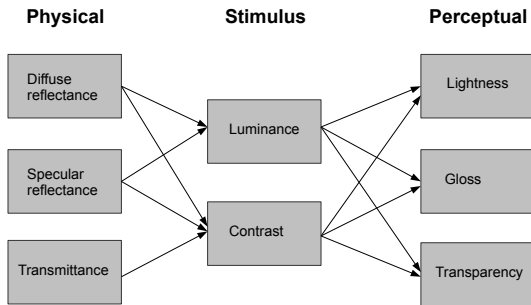 Physical
Stimulus
Perceptual
Diffuse
reflectance
Specular
reflectance
Transmittance
Luminance
Contrast
Lightness
Gloss
Transparency